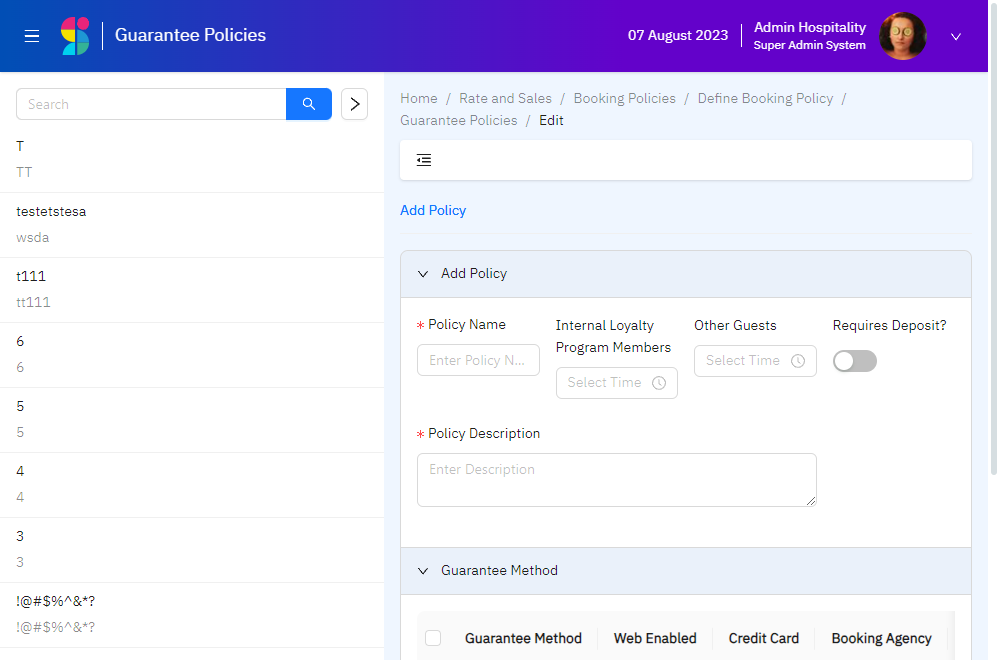 Guarantee Policies
07 August 2023
Admin Hospitality
Super Admin System
Search
T
TT
testetstesa
wsda
t111
tt111
6
6
5
5
4
4
3
3
!@#$%^&*?
!@#$%^&*?
Home / Rate and Sales / Booking Policies / Define Booking Policy /
Guarantee Policies / Edit
Add Policy
Add Policy
* Policy Name
Internal Loyalty
Program Members
Other Guests
Requires Deposit?
Enter Policy N...
Select Time
Select Time
* Policy Description
Enter Description
Guarantee Method
Guarantee Method
Web Enabled
Credit Card
Booking Agency